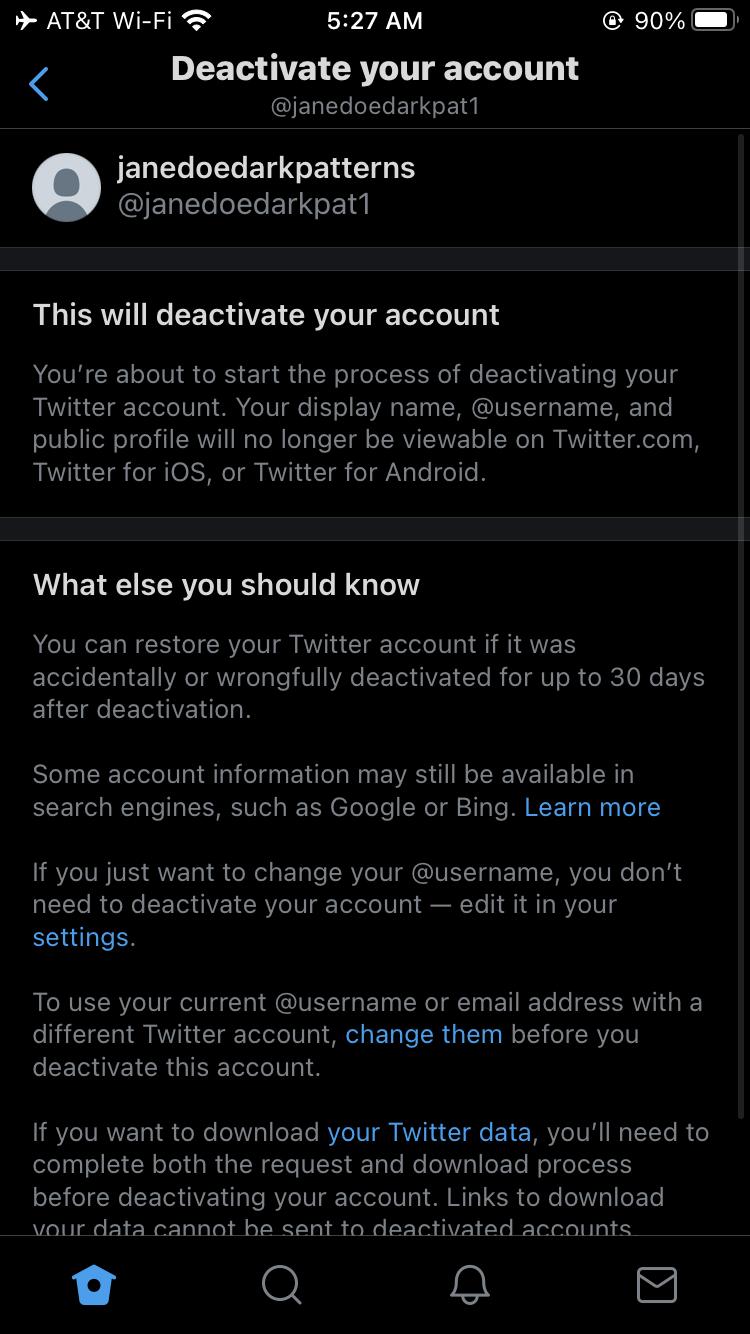 AT&T Wi-Fi 5:27 AM 90%
Deactivate your account
@janedoedarkpat1
janedoedarkpatterns
@janedoedarkpat1
This will deactivate your account
You’re about to start the process of deactivating your
Twitter account. Your display name, @username, and
public profile will no longer be viewable on Twitter.com,
Twitter for iOS, or Twitter for Android.
What else you should know
You can restore your Twitter account if it was
accidentally or wrongfully deactivated for up to 30 days
after deactivation.
Some account information may still be available in
search engines, such as Google or Bing. Learn more
If you just want to change your @username, you don’t
need to deactivate your account — edit it in your
settings.
To use your current @username or email address with a
different Twitter account, change them before you
deactivate this account.
If you want to download your Twitter data, you’ll need to
complete both the request and download process
before deactivating your account. Links to download
your data cannot be sent to deactivated accounts.